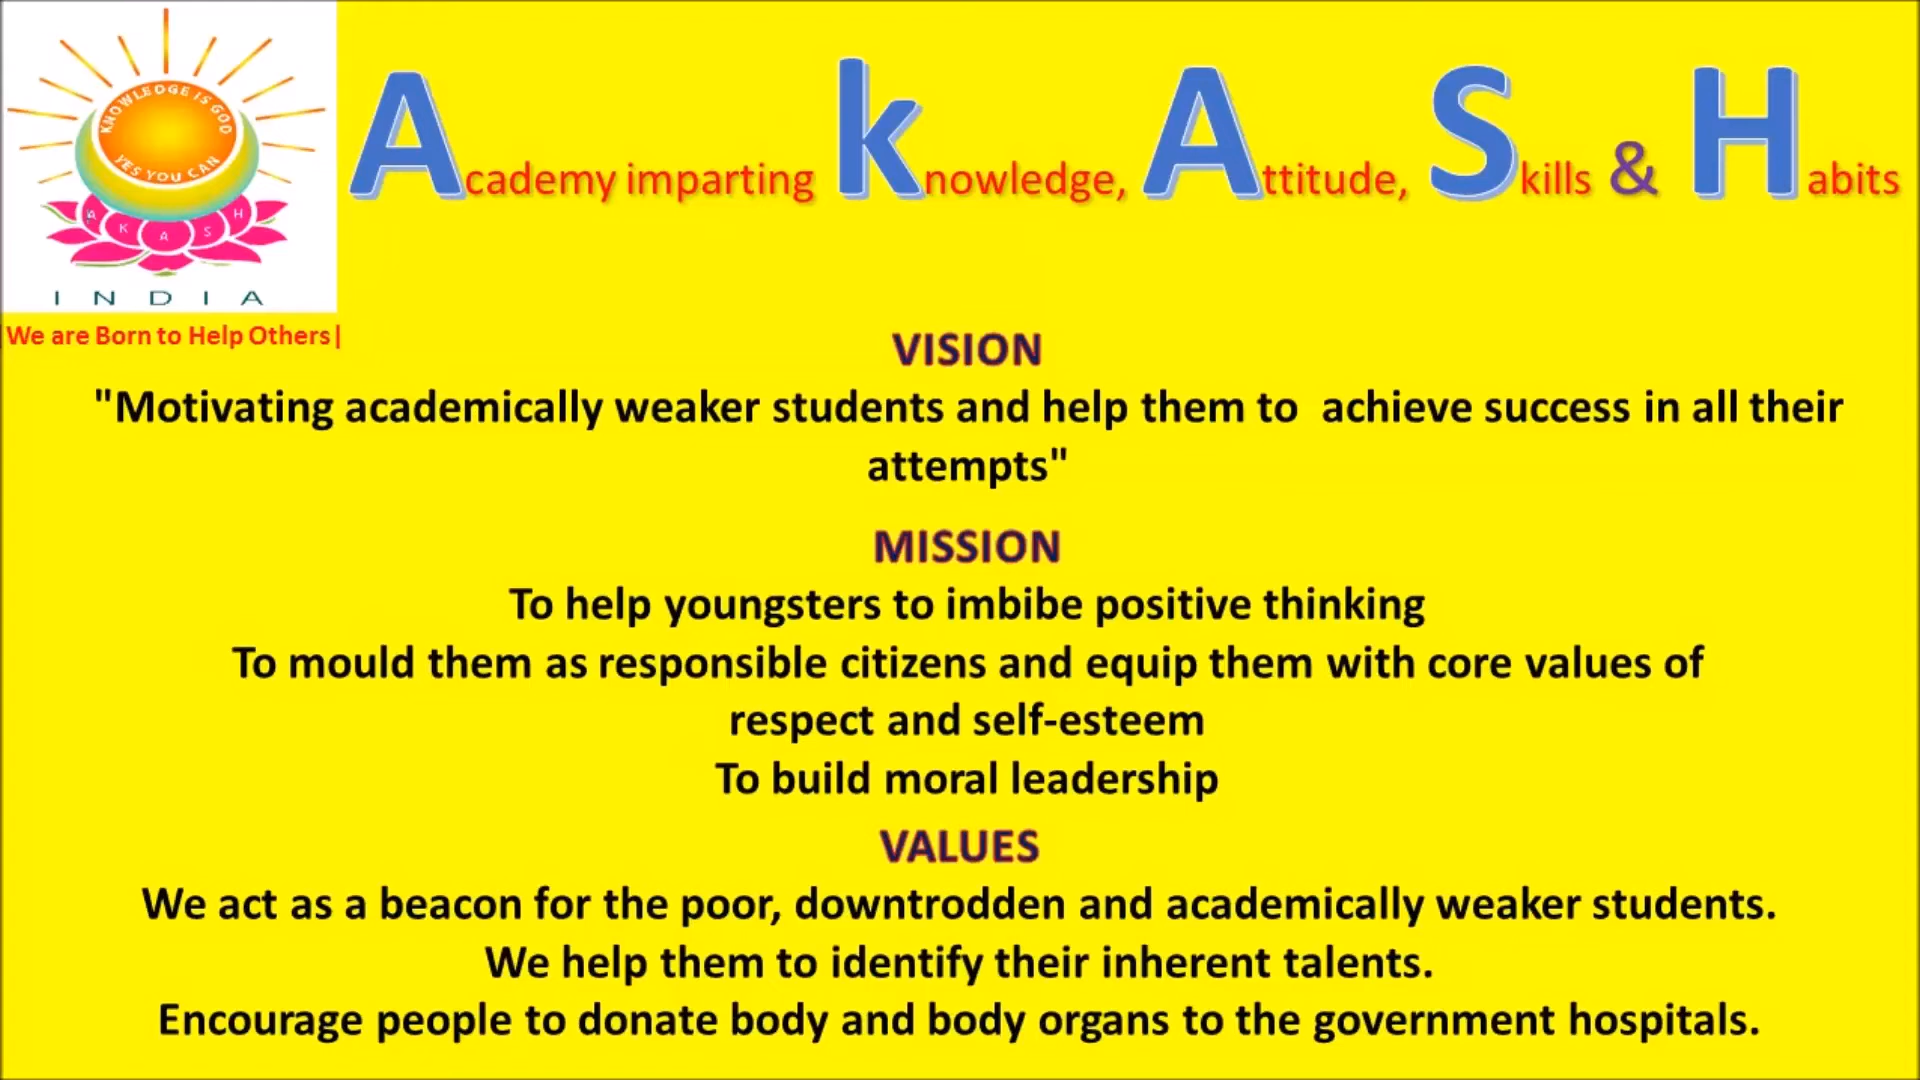 KNOWLEDGE IS GOD
YES YOU CAN
A K A S H
INDIA
|We are Born to Help Others|
Academy imparting knowledge, Attitude, Skills & Habits
VISION
"Motivating academically weaker students and help them to achieve success in all their
attempts"
MISSION
To help youngsters to imbibe positive thinking
To mould them as responsible citizens and equip them with core values of
respect and self-esteem
To build moral leadership
VALUES
We act as a beacon for the poor, downtrodden and academically weaker students.
We help them to identify their inherent talents.
Encourage people to donate body and body organs to the government hospitals.